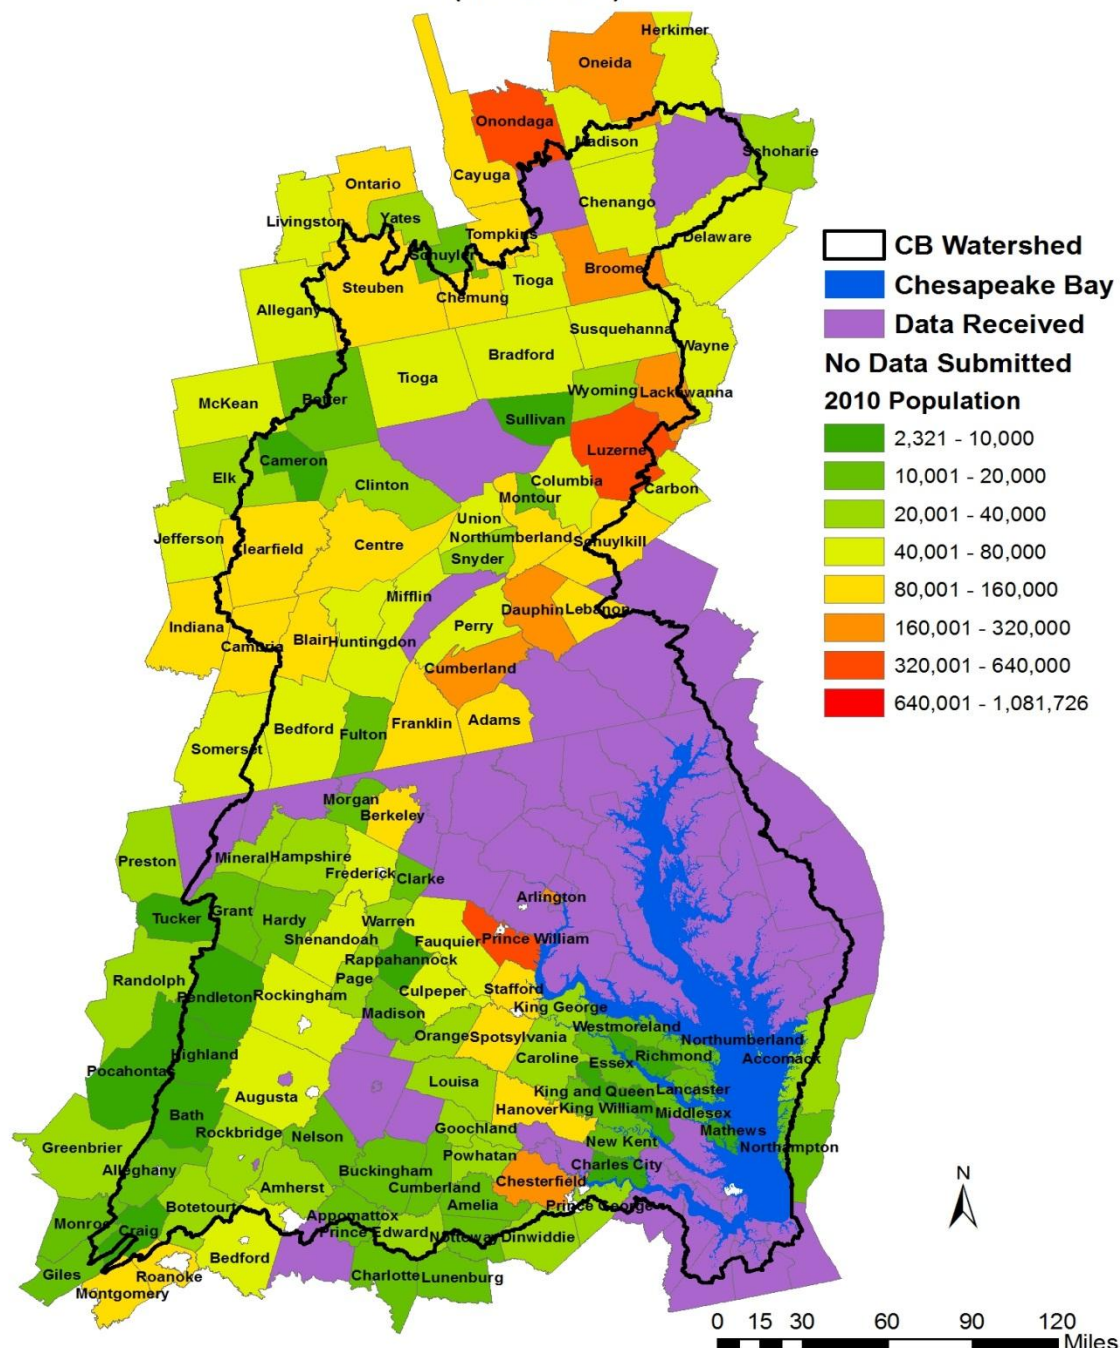 Herkimer
Oneida
Onondaga
Madison
Schoharie
Ontario
Cayuga
Chenango
Livingston
Yates
Tompkins
Delaware
Schuyler
Broome
Steuben
Tioga
Chemung
Allegany
Susquehanna
Wayne
Bradford
Tioga
Wyoming
Lackawanna
McKean
Potter
Sullivan
Luzerne
Cameron
Elk
Clinton
Columbia
Carbon
Montour
Union
Jefferson
Northumberland
Schuylkill
learfield
Centre
Snyder
Mifflin
Dauphin
Lebanon
Indiana
Perry
Cambria
Blair
Huntingdon
Cumberland
Franklin
Adams
Bedford
Fulton
Somerset
Morgan
Berkeley
Preston
Mineral
Hampshire
Frederick
Clarke
Arlington
Tucker
Grant
Hardy
Warren
Shenandoah
Fauquier
Prince William
Rappahannock
Randolph
Page
Pendleton
Rockingham
Culpeper
Stafford
King George
Madison
Westmoreland
Orange
Spotsylvania
Northumberland
Highland
Caroline
Richmond
Accomack
Essex
Pocahontas
Louisa
Augusta
King and Queen
Lancaster
Hanover
King William
Middlesex
Bath
Goochland
Mathews
Rockbridge
Nelson
New Kent
Northampton
Greenbrier
Powhatan
Alleghany
Buckingham
Charles City
Cumberland
Chesterfield
Amherst
Botetourt
Amelia
Prince George
Appomattox
Monroe
Craig
Prince Edward
Nottoway
Dinwiddie
Bedford
Giles
Roanoke
Charlotte
Lunenburg
Montgomery
CB Watershed
Chesapeake Bay
Data Received
No Data Submitted
2010 Population
2,321 - 10,000
10,001 - 20,000
20,001 - 40,000
40,001 - 80,000
80,001 - 160,000
160,001 - 320,000
320,001 - 640,000
640,001 - 1,081,726
N
0 15 30 60 90 120
Miles